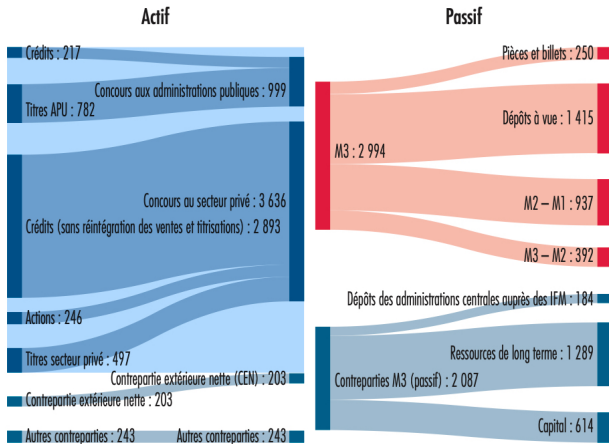 Actif
Passif
Crédits : 217
Concours aux administrations publiques : 999
Titres APU : 782
Concours au secteur privé : 3 636
Crédits (sans réintégration des ventes et titrisations) : 2 893
Actions : 246
Titres secteur privé : 497
Contrepartie extérieure nette (CEN) : 203
Contrepartie extérieure nette : 203
Autres contreparties : 243
Autres contreparties : 243
Pièces et billets : 250
Dépôts à vue : 1 415
M3 : 2 994
M2 – M1 : 937
M3 – M2 : 392
Dépôts des administrations centrales auprès des IFM : 184
Ressources de long terme : 1 289
Contreparties M3 (passif) : 2 087
Capital : 614